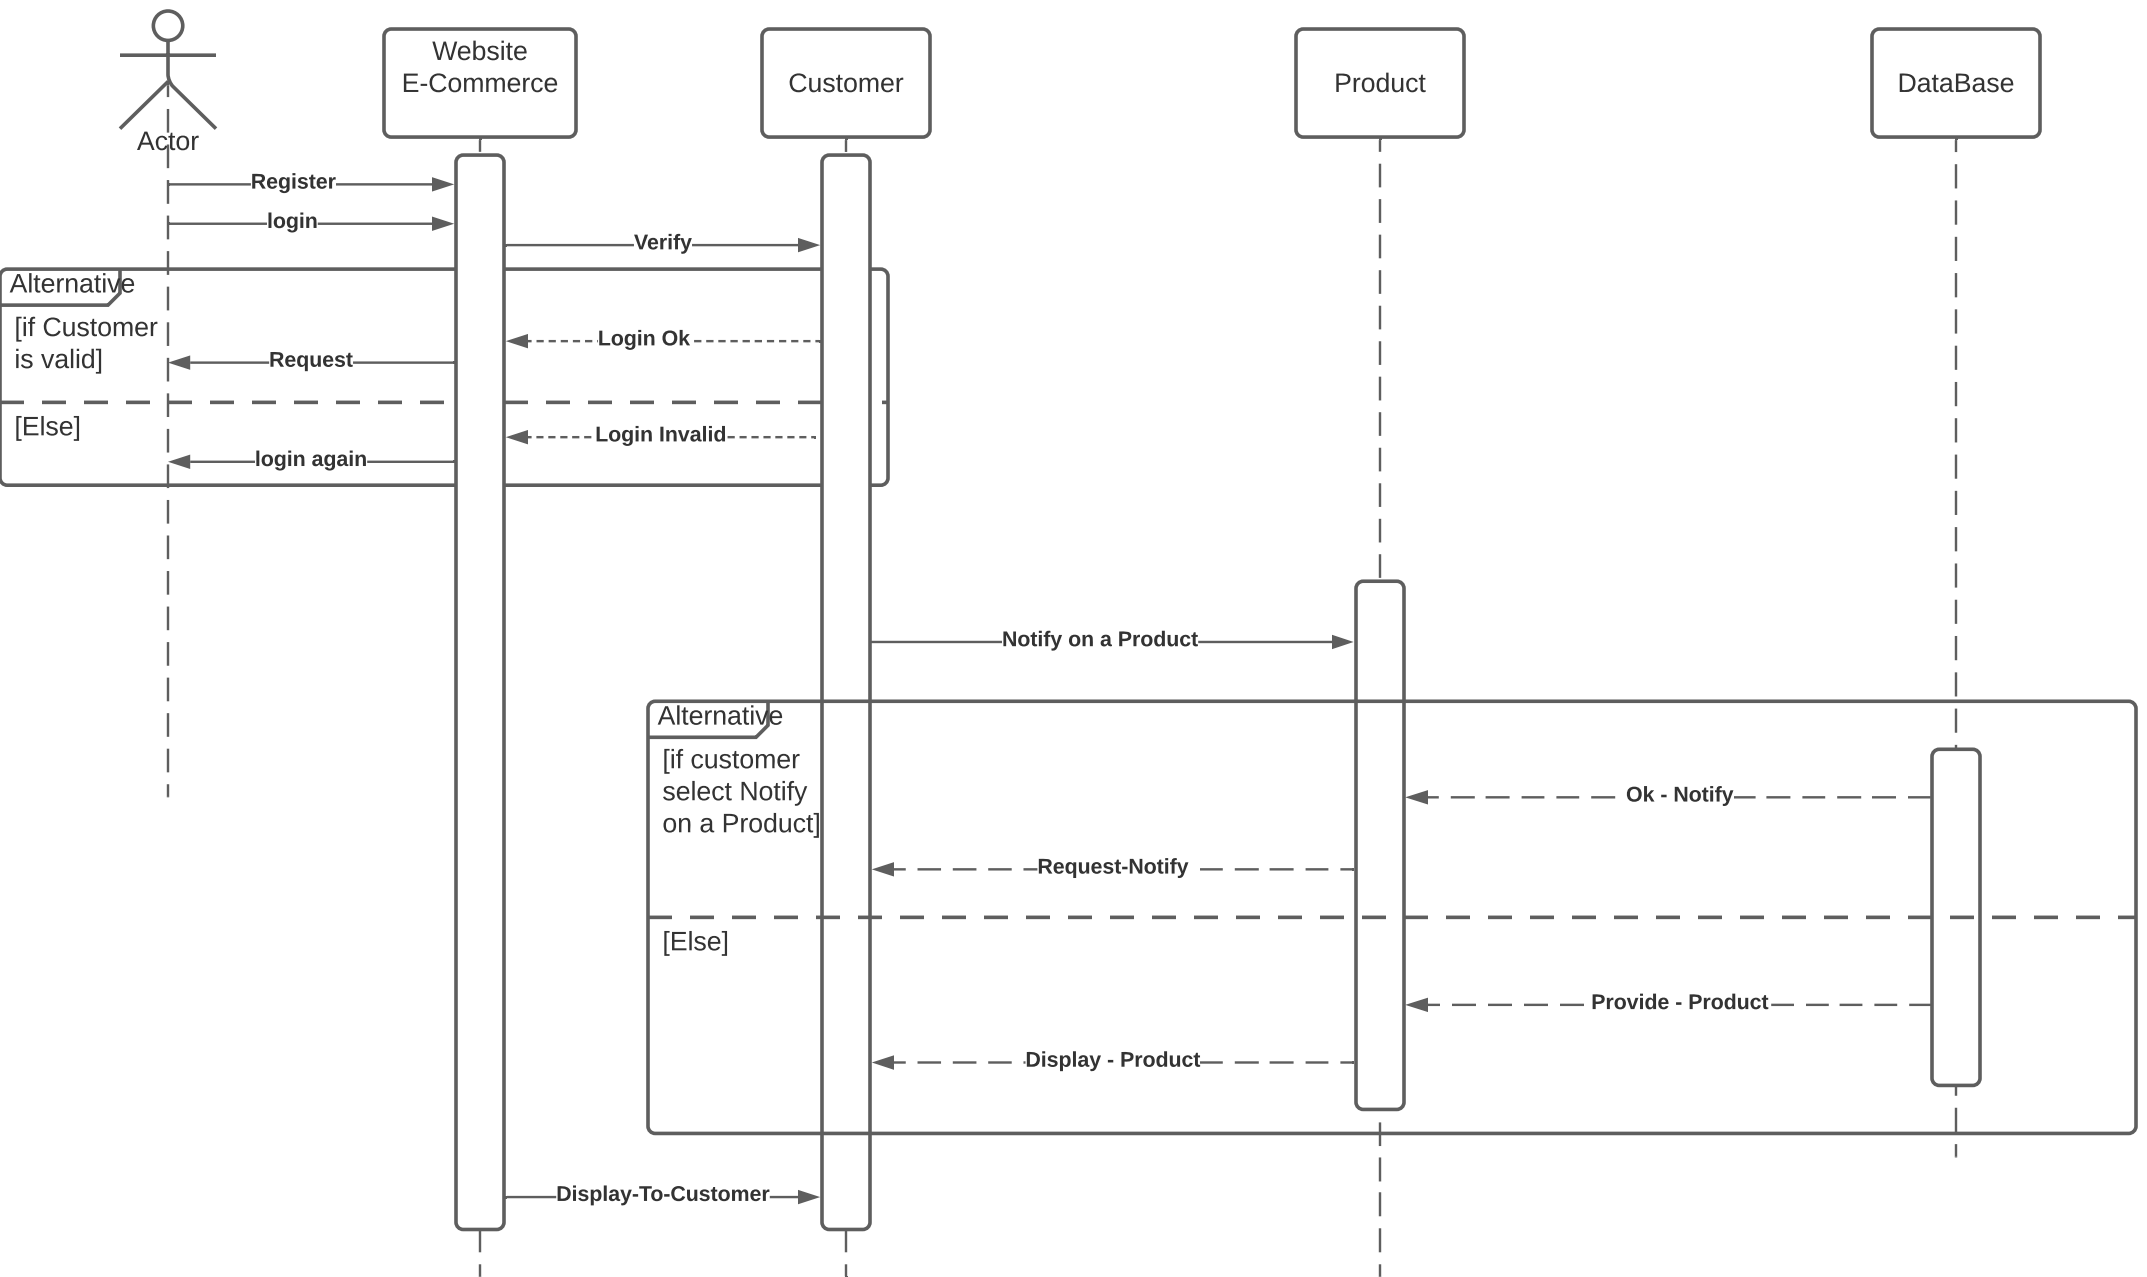 Website
E-Commerce
Customer
Product
DataBase
Actor
Register
login
Verify
Alternative
[if Customer
is valid]
Login Ok
Request
[Else]
Login Invalid
login again
Notify on a Product
Alternative
[if customer
select Notify
on a Product]
Ok - Notify
Request-Notify
[Else]
Provide - Product
Display - Product
Display-To-Customer